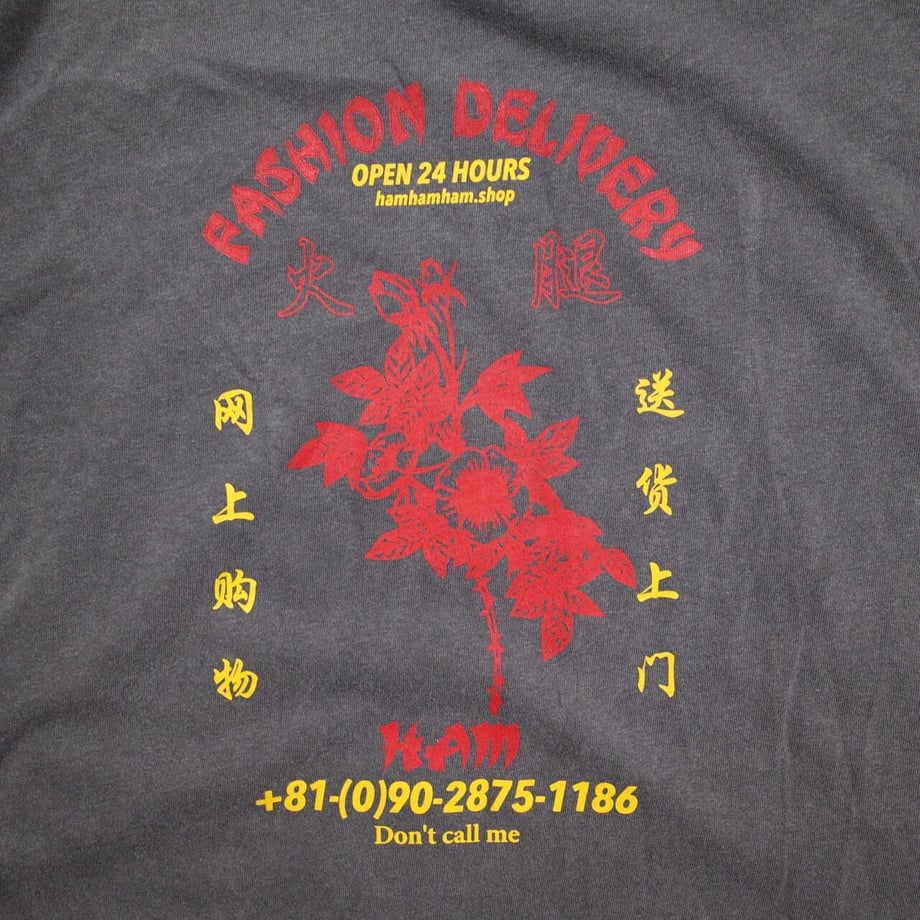 FASHION DELIVERY
OPEN 24 HOURS
hamhamham.shop
火腿
网上购物
送货上门
HAM
+81-(0)90-2875-1186
Don't call me